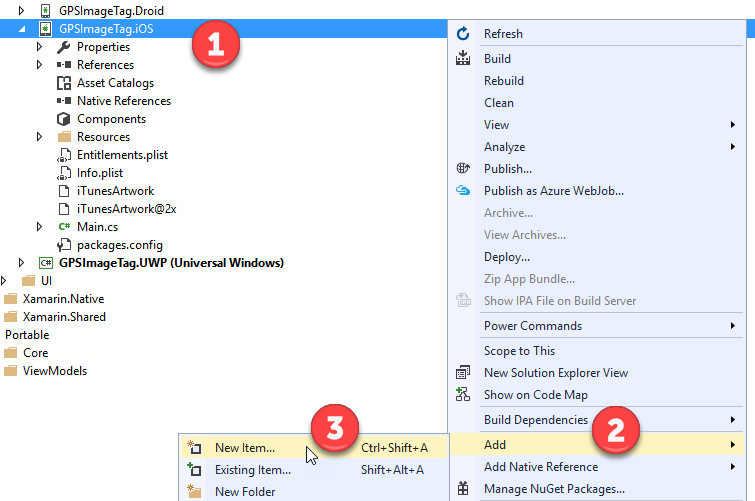 GPSImageTag.Droid
GPSImageTag.iOS
1
Properties
References
Asset Catalogs
Native References
Components
Resources
Entitlements.plist
Info.plist
iTunesArtwork
iTunesArtwork@2x
C# Main.cs
packages.config
C# GPSImageTag.UWP (Universal Windows)
UI
Xamarin.Native
Xamarin.Shared
Portable
Core
ViewModels
Refresh
Build
Rebuild
Clean
View
Analyze
Publish...
Publish as Azure WebJob...
Archive...
View Archives...
Deploy...
Zip App Bundle...
Show IPA File on Build Server
Power Commands
Scope to This
New Solution Explorer View
Show on Code Map
Build Dependencies
2
Add
Add Native Reference
Manage NuGet Packages...
3
New Item... Ctrl+Shift+A
Existing Item... Shift+Alt+A
New Folder